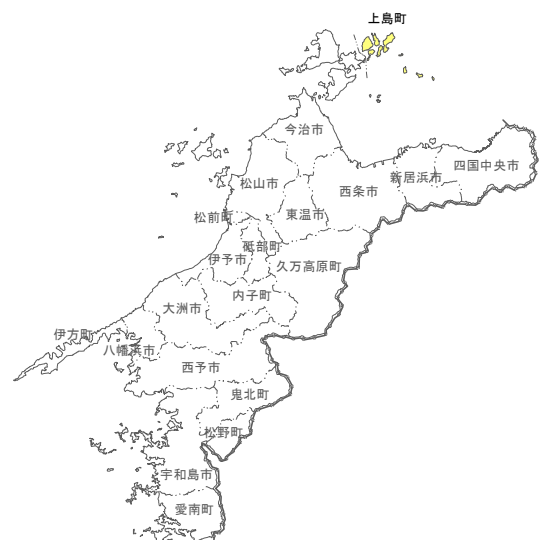 上島町
今治市
四国中央市
新居浜市
松山市
西条市
松前町
東温市
砥部町
伊予市
久万高原町
内子町
大洲市
伊方町
八幡浜市
西予市
鬼北町
松野町
宇和島市
愛南町